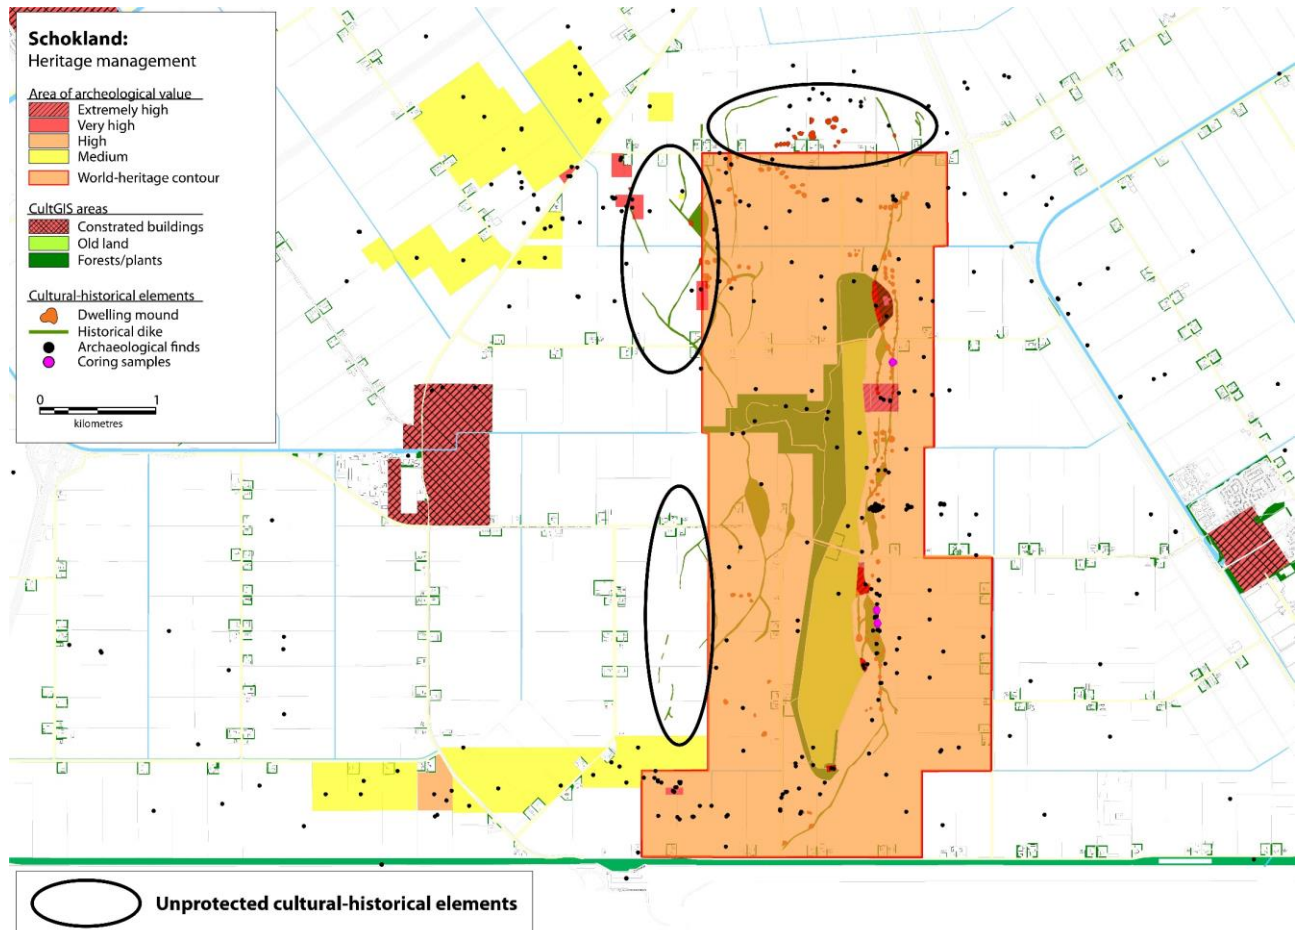 Schokland:
Heritage management
Area of archeological value
Extremely high
Very high
High
Medium
World-heritage contour
CultGIS areas
Constrated buildings
Old land
Forests/plants
Cultural-historical elements
Dwelling mound
Historical dike
Archaeological finds
Coring samples
0 1
kilometres
Unprotected cultural-historical elements